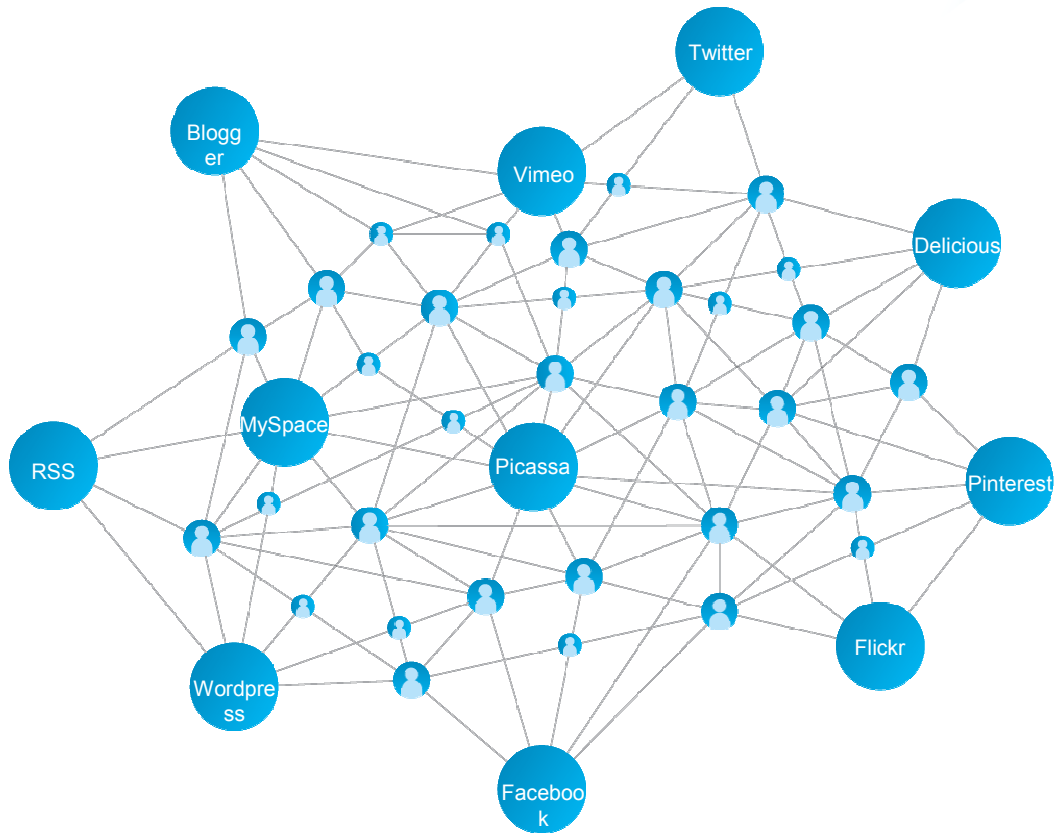 Twitter
Blogg
er
Vimeo
Delicious
MySpace
RSS
Picassa
Pinterest
Flickr
Wordpre
ss
Faceboo
k